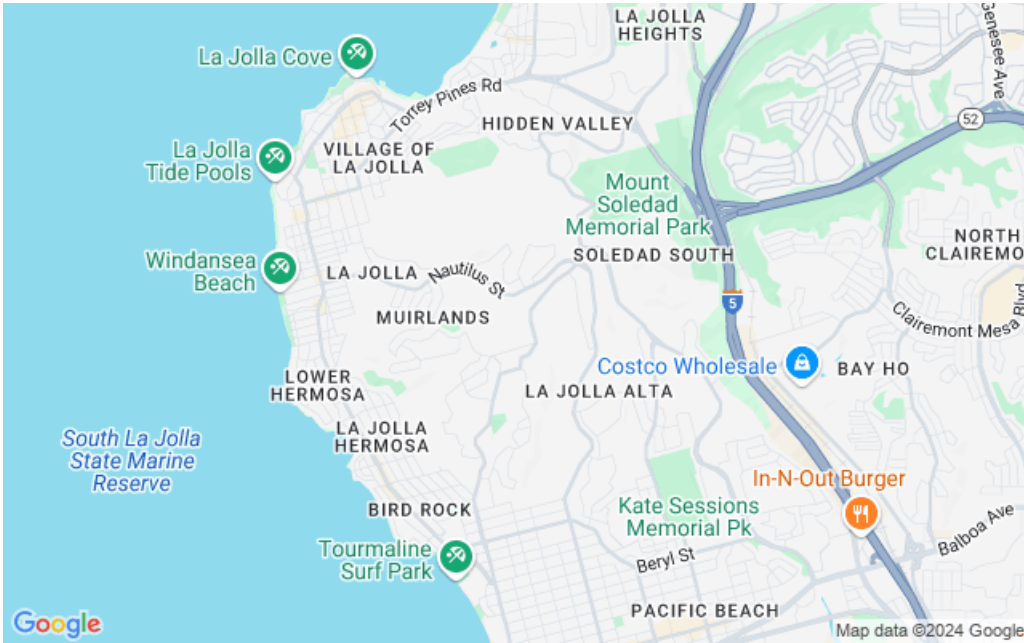 LA JOLLA
HEIGHTS
Genesee Ave
La Jolla Cove
Torrey Pines Rd
HIDDEN VALLEY
52
La Jolla
Tide Pools
VILLAGE OF
LA JOLLA
Mount
Soledad
Memorial Park
NORTH
CLAIREMO
SOLEDAD SOUTH
Windansea
Beach
LA JOLLA
Nautilus St
5
MUIRLANDS
Clairemont Mesa Blvd
Costco Wholesale
BAY HO
LOWER
HERMOSA
LA JOLLA ALTA
LA JOLLA
HERMOSA
South La Jolla
State Marine
Reserve
In-N-Out Burger
BIRD ROCK
Kate Sessions
Memorial Pk
Balboa Ave
Tourmaline
Surf Park
Beryl St
PACIFIC BEACH
Google
Map data ©2024 Google